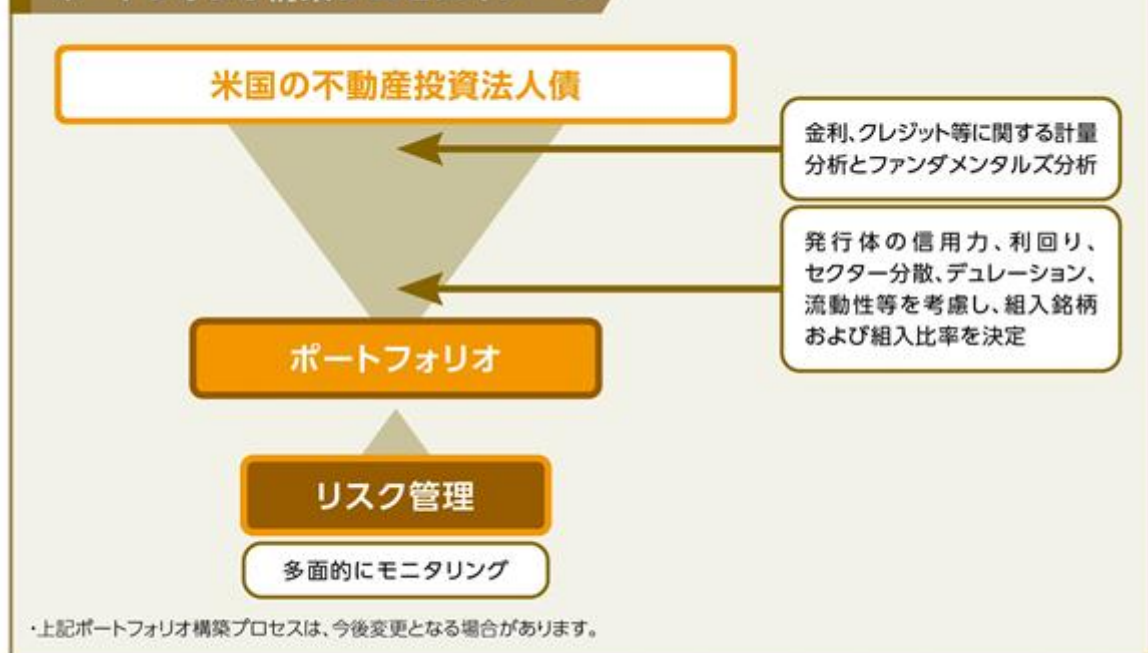 米国の不動産投資法人債
金利、クレジット等に関する計量
分析とファンダメンタルズ分析
発行体の信用力、利回り、
セクター分散、デュレーション、
流動性等を考慮し、組入銘柄
および組入比率を決定
ポートフォリオ
リスク管理
多面的にモニタリング
・上記ポートフォリオ構築プロセスは、今後変更となる場合があります。